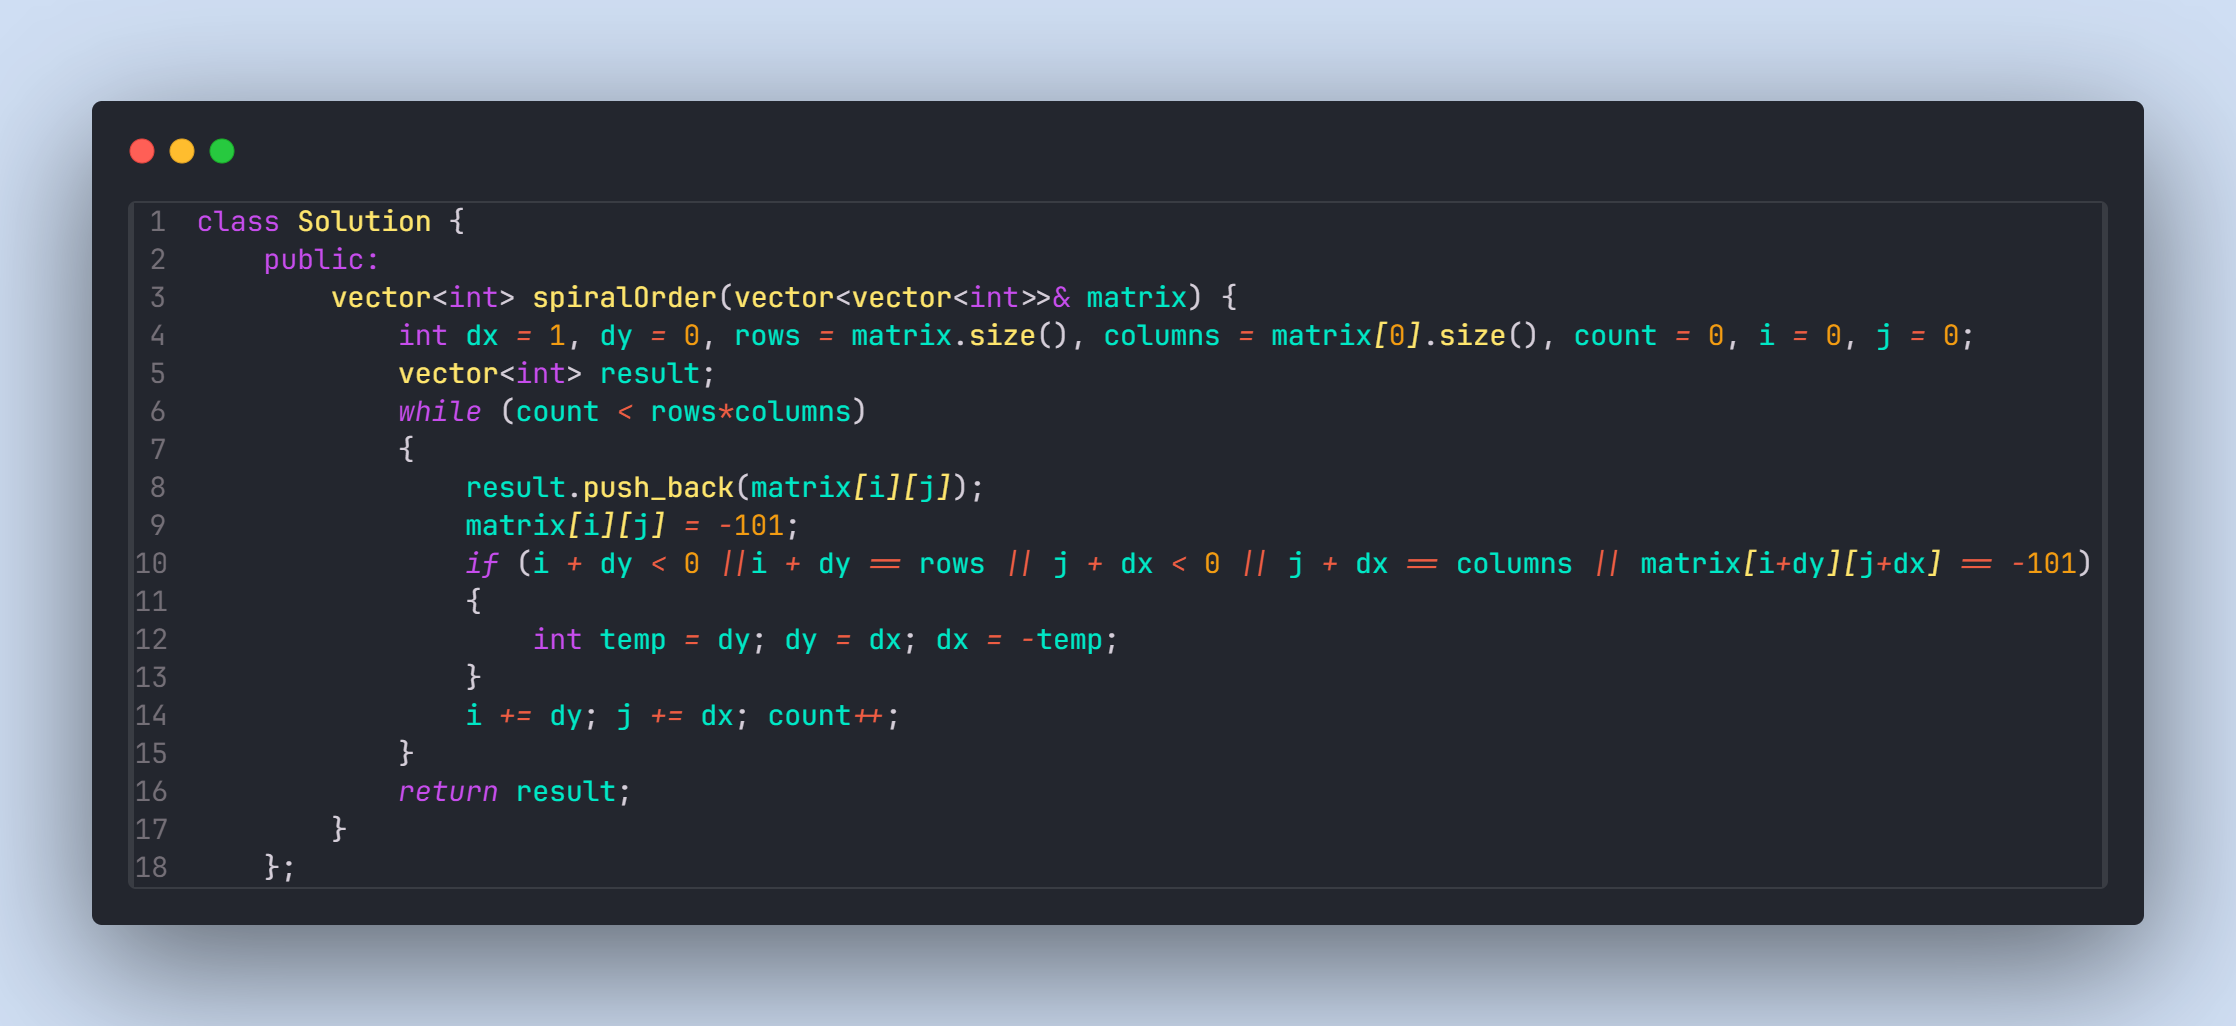 1 class Solution {
2     public:
3         vector<int> spiralOrder(vector<vector<int>>& matrix) {
4             int dx = 1, dy = 0, rows = matrix.size(), columns = matrix[0].size(), count = 0, i = 0, j = 0;
5             vector<int> result;
6             while (count < rows*columns)
7             {
8                 result.push_back(matrix[i][j]);
9                 matrix[i][j] = -101;
10                 if (i + dy < 0 ||i + dy == rows || j + dx < 0 || j + dx == columns || matrix[i+dy][j+dx] == -101)
11                 {
12                     int temp = dy; dy = dx; dx = -temp;
13                 }
14                 i += dy; j += dx; count++;
15             }
16             return result;
17         }
18     };